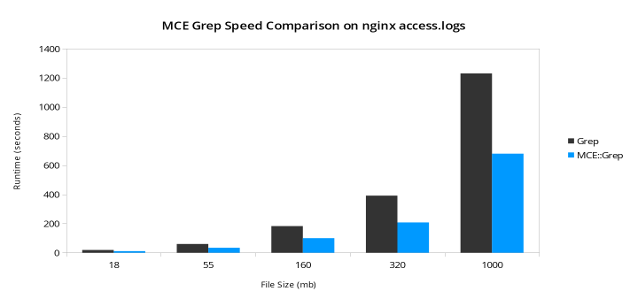 MCE Grep Speed Comparison on nginx access.logs
1400
1200
1000
800
600
400
200
0
Runtime (seconds)
18 55 160 320 1000
File Size (mb)
Grep
MCE::Grep